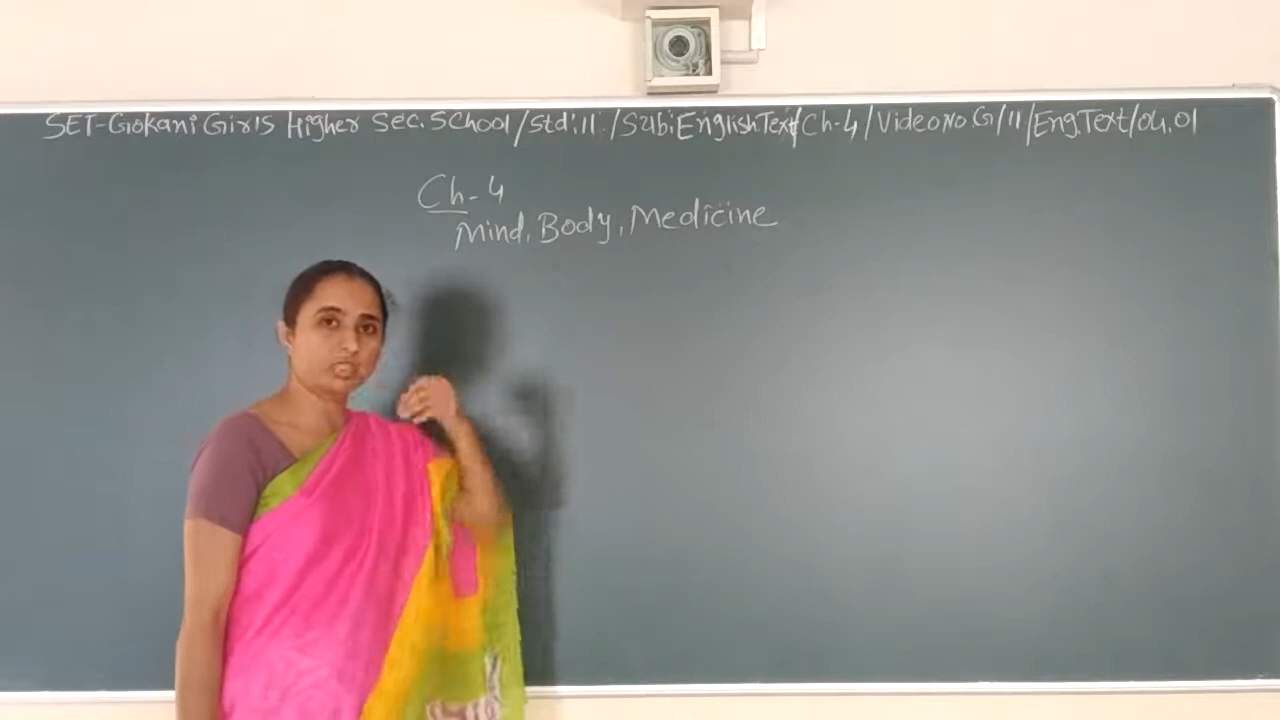 SET-Gokani Girls Higher Sec. School/Std:11/Sub:English Text/Ch-4/Video No G/11/Eng.Text/04.01
Ch-4
Mind, Body, Medicine